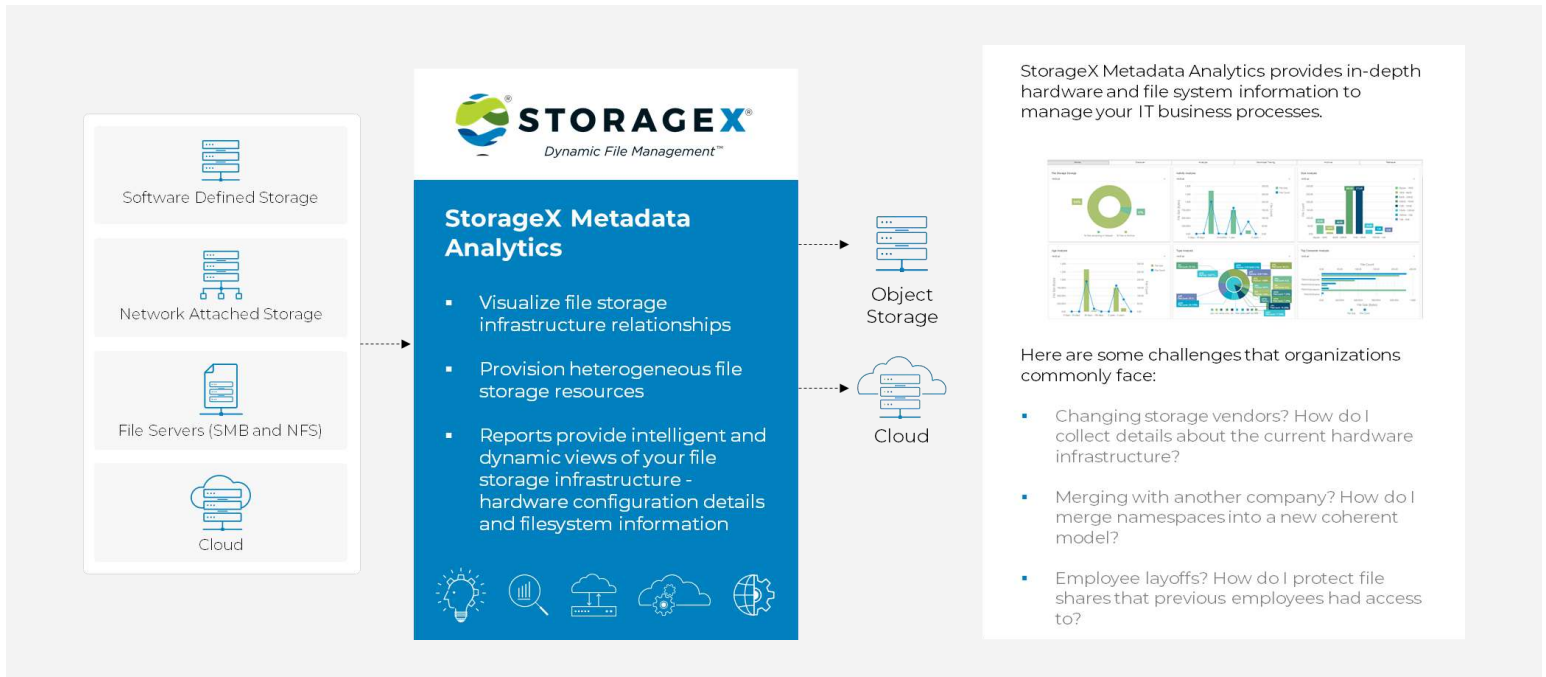 Software Defined Storage
Network Attached Storage
File Servers (SMB and NFS)
Cloud
STORAGEX®
Dynamic File Management™
StorageX Metadata
Analytics
▪ Visualize file storage
infrastructure relationships
▪ Provision heterogeneous file
storage resources
▪ Reports provide intelligent and
dynamic views of your file
storage infrastructure -
hardware configuration details
and filesystem information
Object
Storage
Cloud
StorageX Metadata Analytics provides in-depth
hardware and file system information to
manage your IT business processes.
Here are some challenges that organizations
commonly face:
▪ Changing storage vendors? How do I
collect details about the current hardware
infrastructure?
▪ Merging with another company? How do I
merge namespaces into a new coherent
model?
▪ Employee layoffs? How do I protect file
shares that previous employees had access
to?